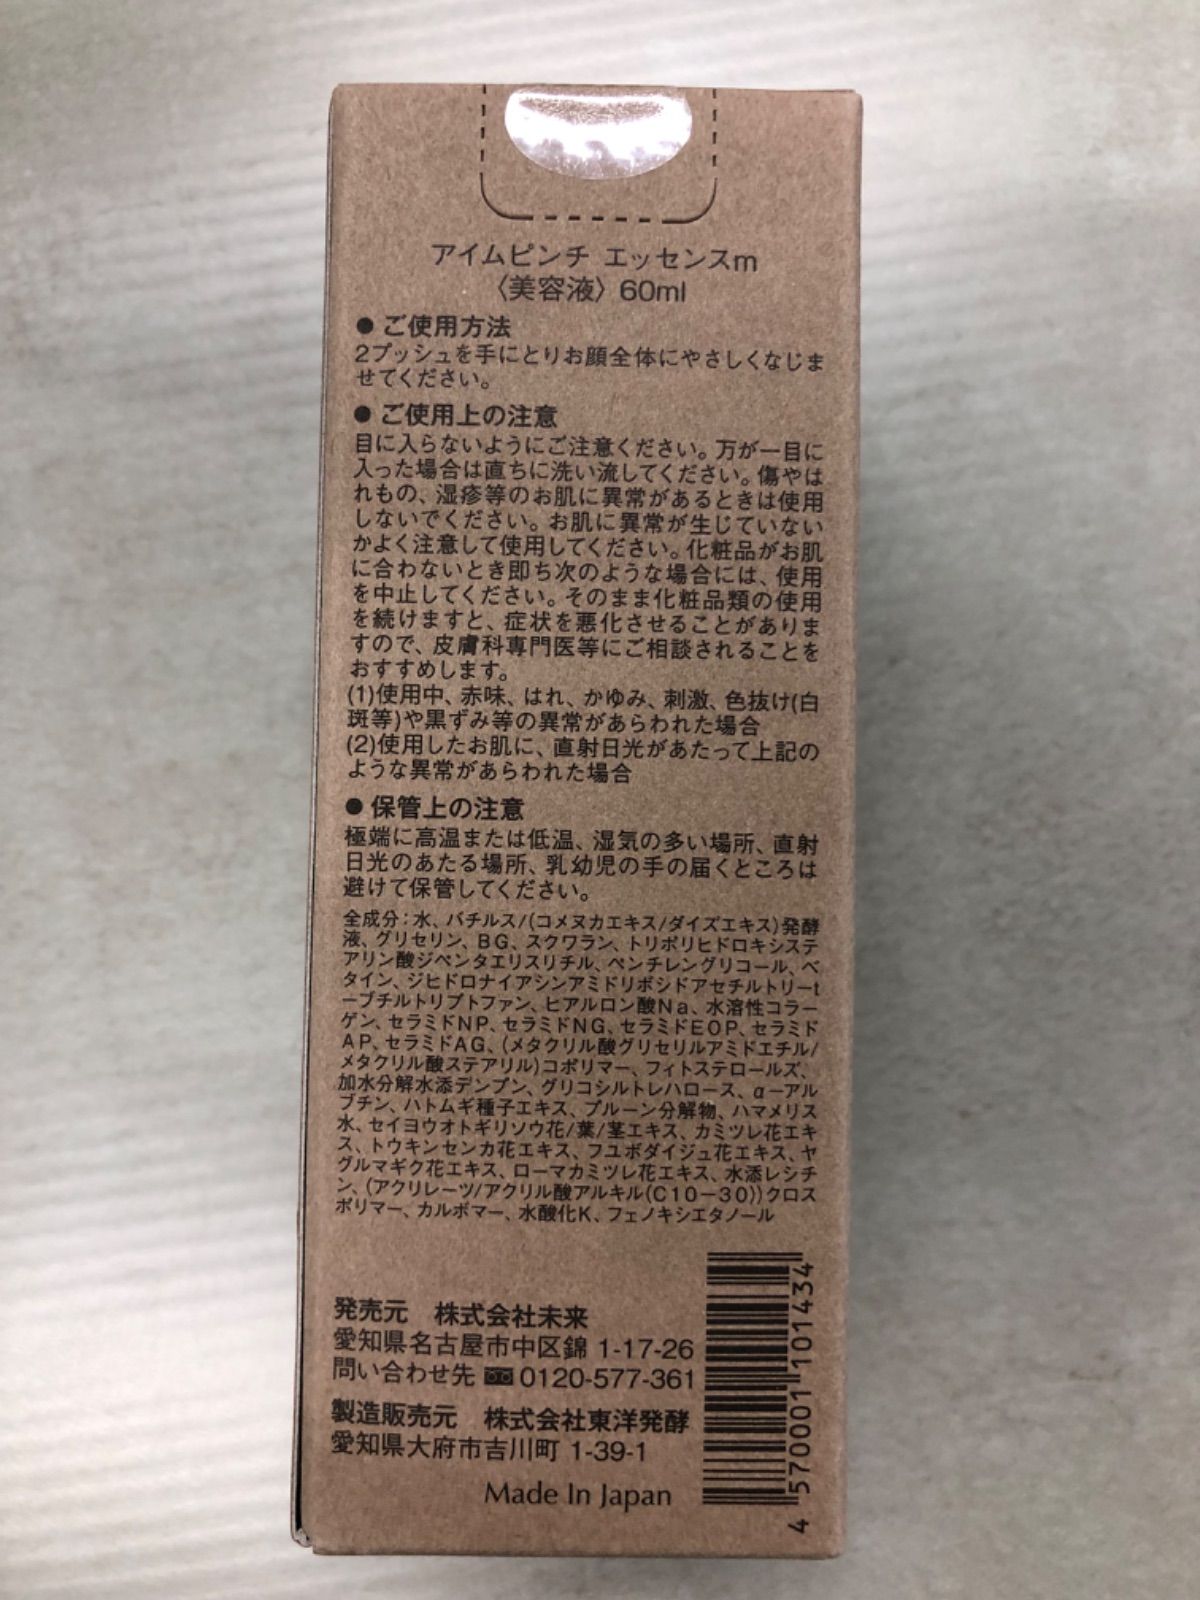 アイムピンチ エッセンスm
〈美容液〉60ml
● ご使用方法
2プッシュを手にとりお顔全体にやさしくなじま
せてください。
● ご使用上の注意
目に入らないようにご注意ください。万が一目に
入った場合は直ちに洗い流してください。傷やは
れもの、湿疹等のお肌に異常があるときは使用
しないでください。お肌に異常が生じていない
かよく注意して使用してください。化粧品がお肌
に合わないとき即ち次のような場合には、使用
を中止してください。そのまま化粧品類の使用
を続けますと、症状を悪化させることがありま
すので、皮膚科専門医等にご相談されることを
おすすめします。
(1)使用中、赤味、はれ、かゆみ、刺激、色抜け(白
斑等)や黒ずみ等の異常があらわれた場合
(2)使用したお肌に、直射日光があたって上記の
ような異常があらわれた場合
● 保管上の注意
極端に高温または低温、湿気の多い場所、直射
日光のあたる場所、乳幼児の手の届くところは
避けて保管してください。
全成分：水、バチルス/(コメヌカエキス/ダイズエキス)発酵
液、グリセリン、BG、スクワラン、トリポリヒドロキシステ
アリン酸ジペンタエリスリチル、ペンチレングリコール、ベ
タイン、ジヒドロナイアシンアミドリボシドアセチルトリーt
ーブチルトリプトファン、ヒアルロン酸Na、水溶性コラー
ゲン、セラミドNP、セラミドNG、セラミドEOP、セラミド
AP、セラミドAG、(メタクリル酸グリセリルアミドエチル/
メタクリル酸ステアリル)コポリマー、フィトステロールズ、
加水分解水添デンプン、グリコシルトレハロース、α－アル
ブチン、ハトムギ種子エキス、プルーン分解物、ハマメリス
水、セイヨウオトギリソウ花/葉/茎エキス、カミツレ花エキ
ス、トウキンセンカ花エキス、フユボダイジュ花エキス、ヤ
グルマギク花エキス、ローマカミツレ花エキス、水添レシチ
ン、(アクリレーツ/アクリル酸アルキル(C10－30))クロス
ポリマー、カルボマー、水酸化K、フェノキシエタノール
発売元 株式会社未来
愛知県名古屋市中区錦 1-17-26
問い合わせ先 0120-577-361
製造販売元 株式会社東洋発酵
愛知県大府市吉川町 1-39-1
Made In Japan
4 570001 101434